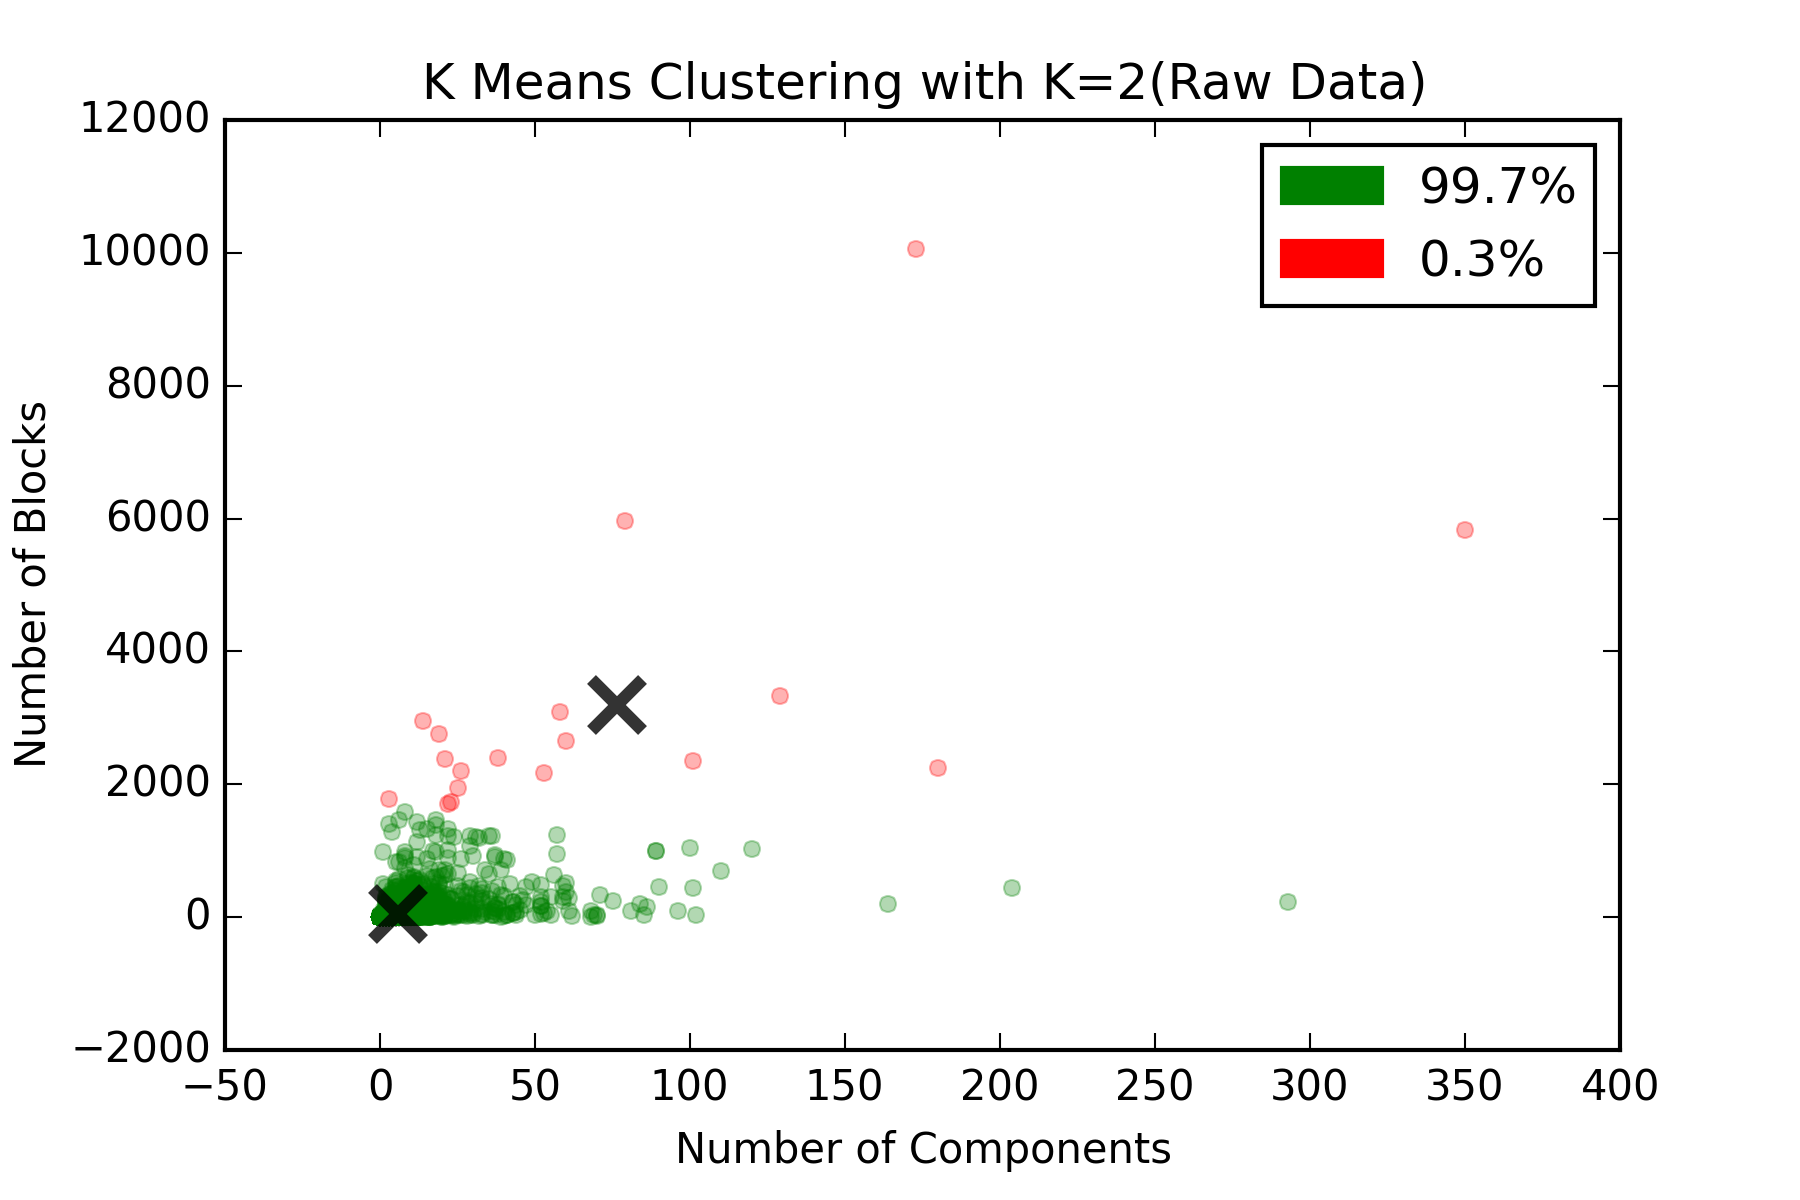 K Means Clustering with K=2(Raw Data)
12000
10000
8000
6000
4000
2000
0
−2000
Number of Blocks
99.7%
0.3%
−50 0 50 100 150 200 250 300 350 400
Number of Components